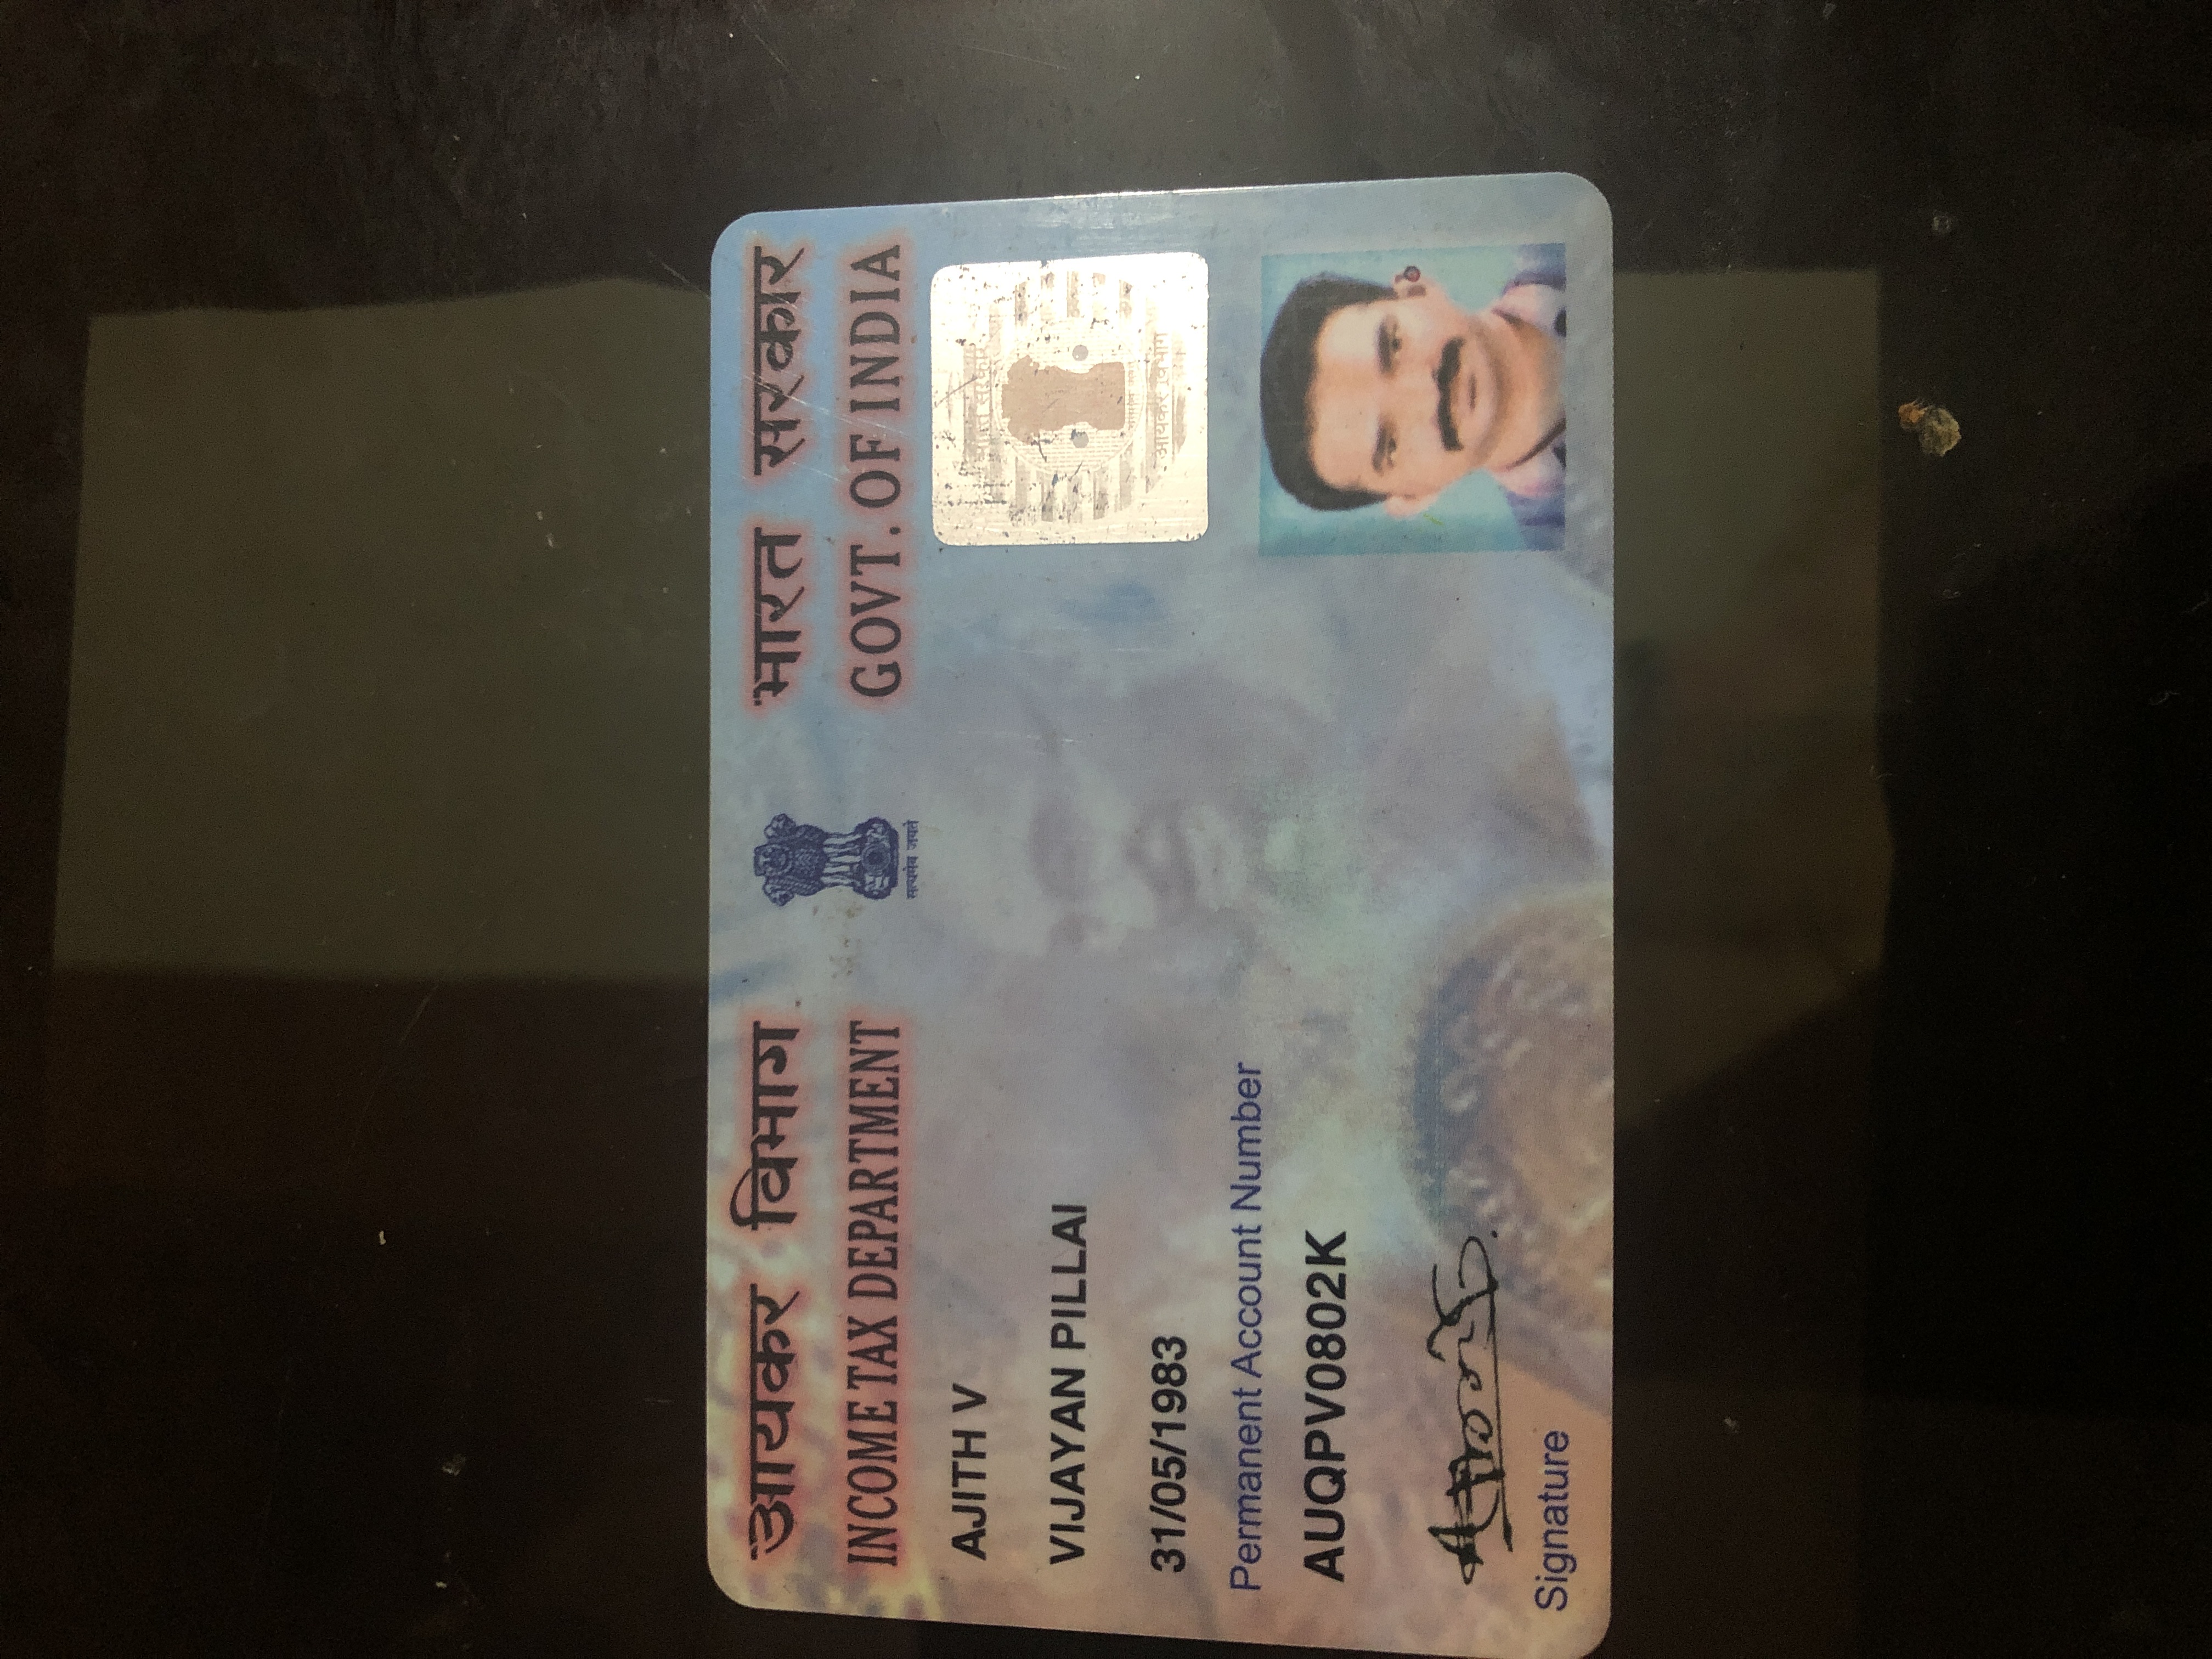 आयकर विभाग
INCOME TAX DEPARTMENT
सत्यमेव जयते
भारत सरकार
GOVT. OF INDIA
AJITH V
VIJAYAN PILLAI
31/05/1983
Permanent Account Number
AUQPV0802K
Signature
भारत सरकार
आयकर विभाग